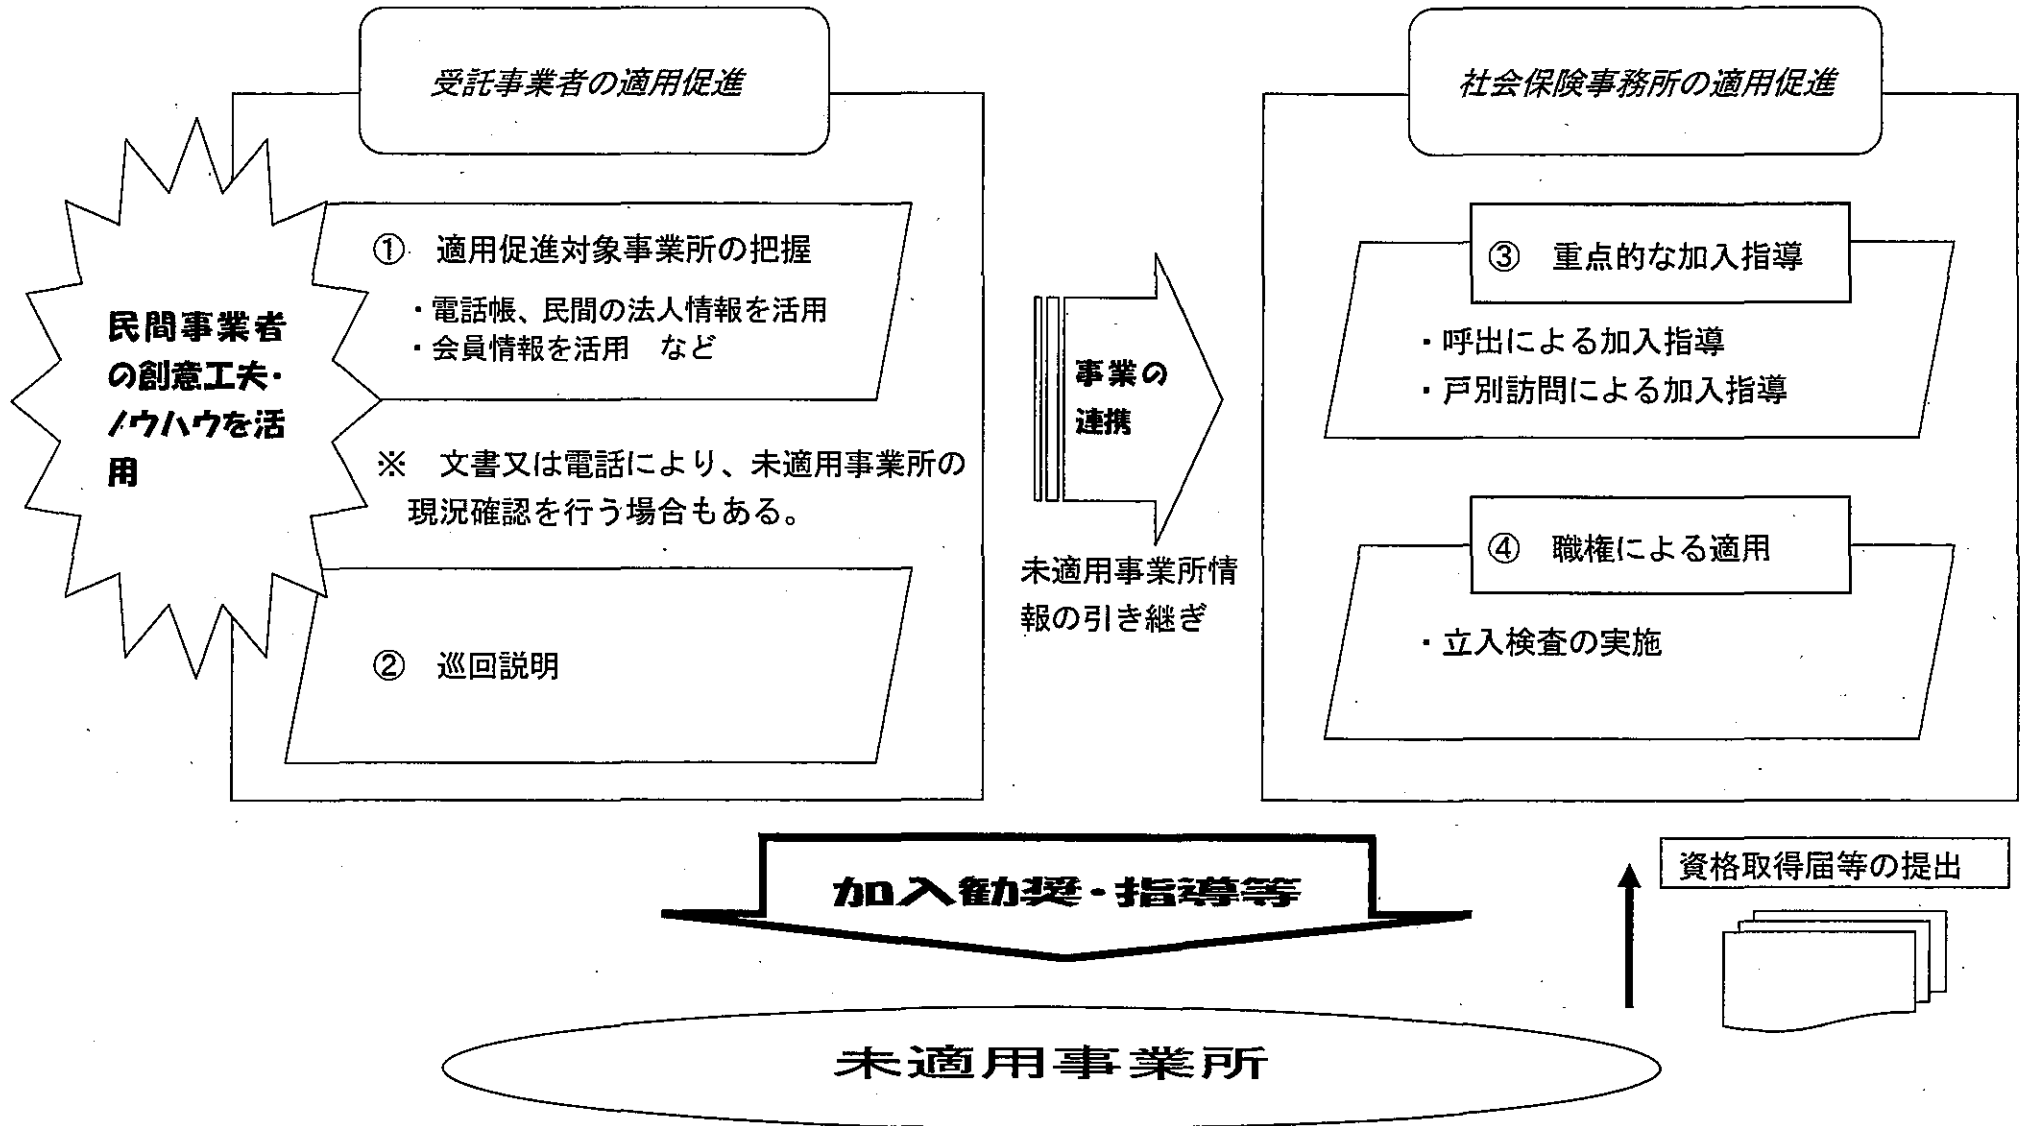 受託事業者の適用促進
民間事業者
の創意工夫・
ノウハウを活
用
① 適用促進対象事業所の把握
・電話帳、民間の法人情報を活用
・会員情報を活用 など
※ 文書又は電話により、未適用事業所の
現況確認を行う場合もある。
② 巡回説明
事業の
連携
未適用事業所情
報の引き継ぎ
社会保険事務所の適用促進
③ 重点的な加入指導
・呼出による加入指導
・戸別訪問による加入指導
④ 職権による適用
・立入検査の実施
加入勧奨・指導等
資格取得届等の提出
未適用事業所